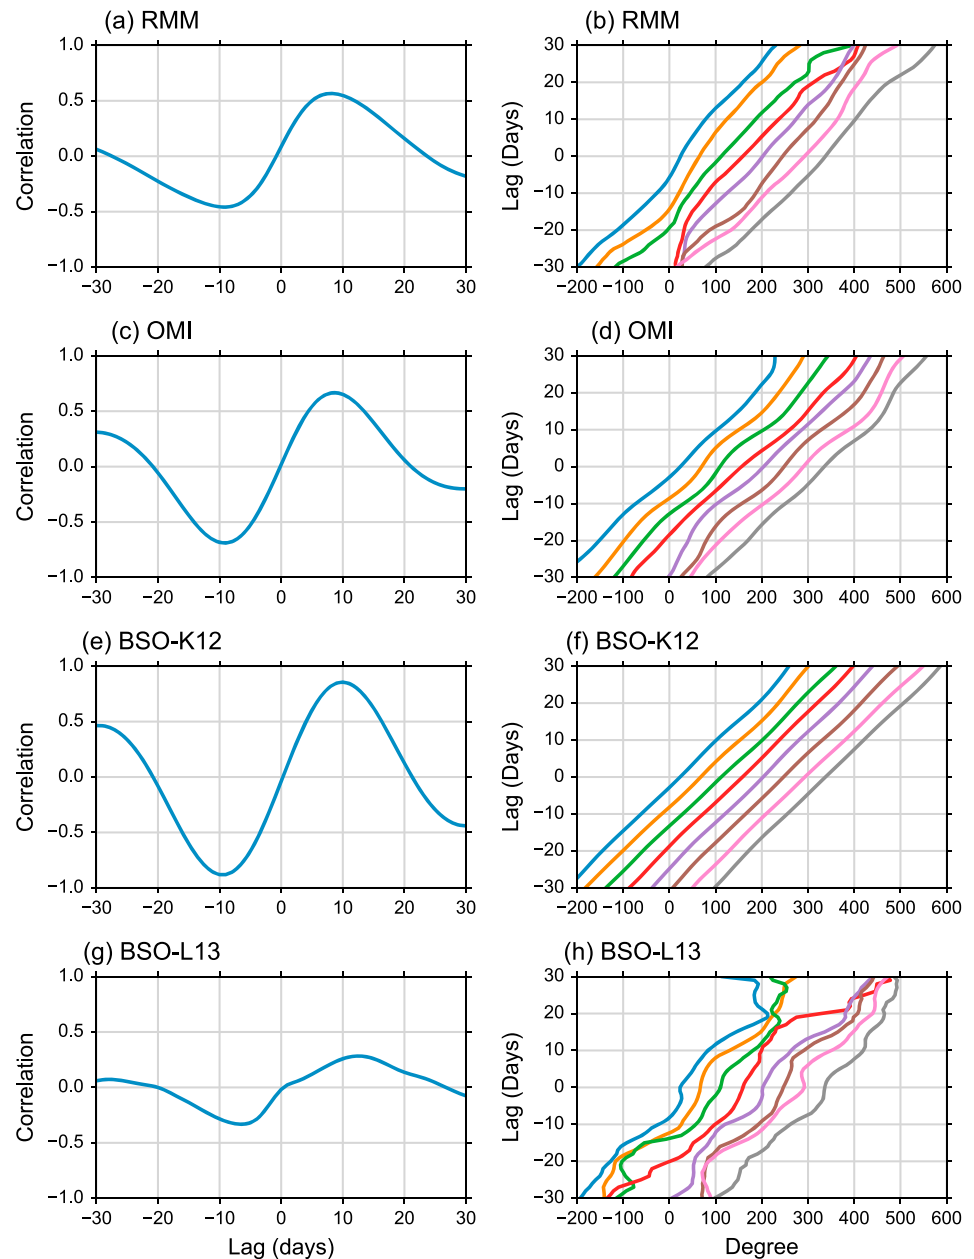 (a) RMM
1.0
0.5
0.0
−0.5
−1.0
Correlation
−30 −20 −10 0 10 20 30
(b) RMM
30
20
10
0
−10
−20
−30
Lag (Days)
−200 −100 0 100 200 300 400 500 600
(c) OMI
1.0
0.5
0.0
−0.5
−1.0
Correlation
−30 −20 −10 0 10 20 30
(d) OMI
30
20
10
0
−10
−20
−30
Lag (Days)
−200 −100 0 100 200 300 400 500 600
(e) BSO-K12
1.0
0.5
0.0
−0.5
−1.0
Correlation
−30 −20 −10 0 10 20 30
(f) BSO-K12
30
20
10
0
−10
−20
−30
Lag (Days)
−200 −100 0 100 200 300 400 500 600
(g) BSO-L13
1.0
0.5
0.0
−0.5
−1.0
Correlation
−30 −20 −10 0 10 20 30
Lag (days)
(h) BSO-L13
30
20
10
0
−10
−20
−30
Lag (Days)
−200 −100 0 100 200 300 400 500 600
Degree